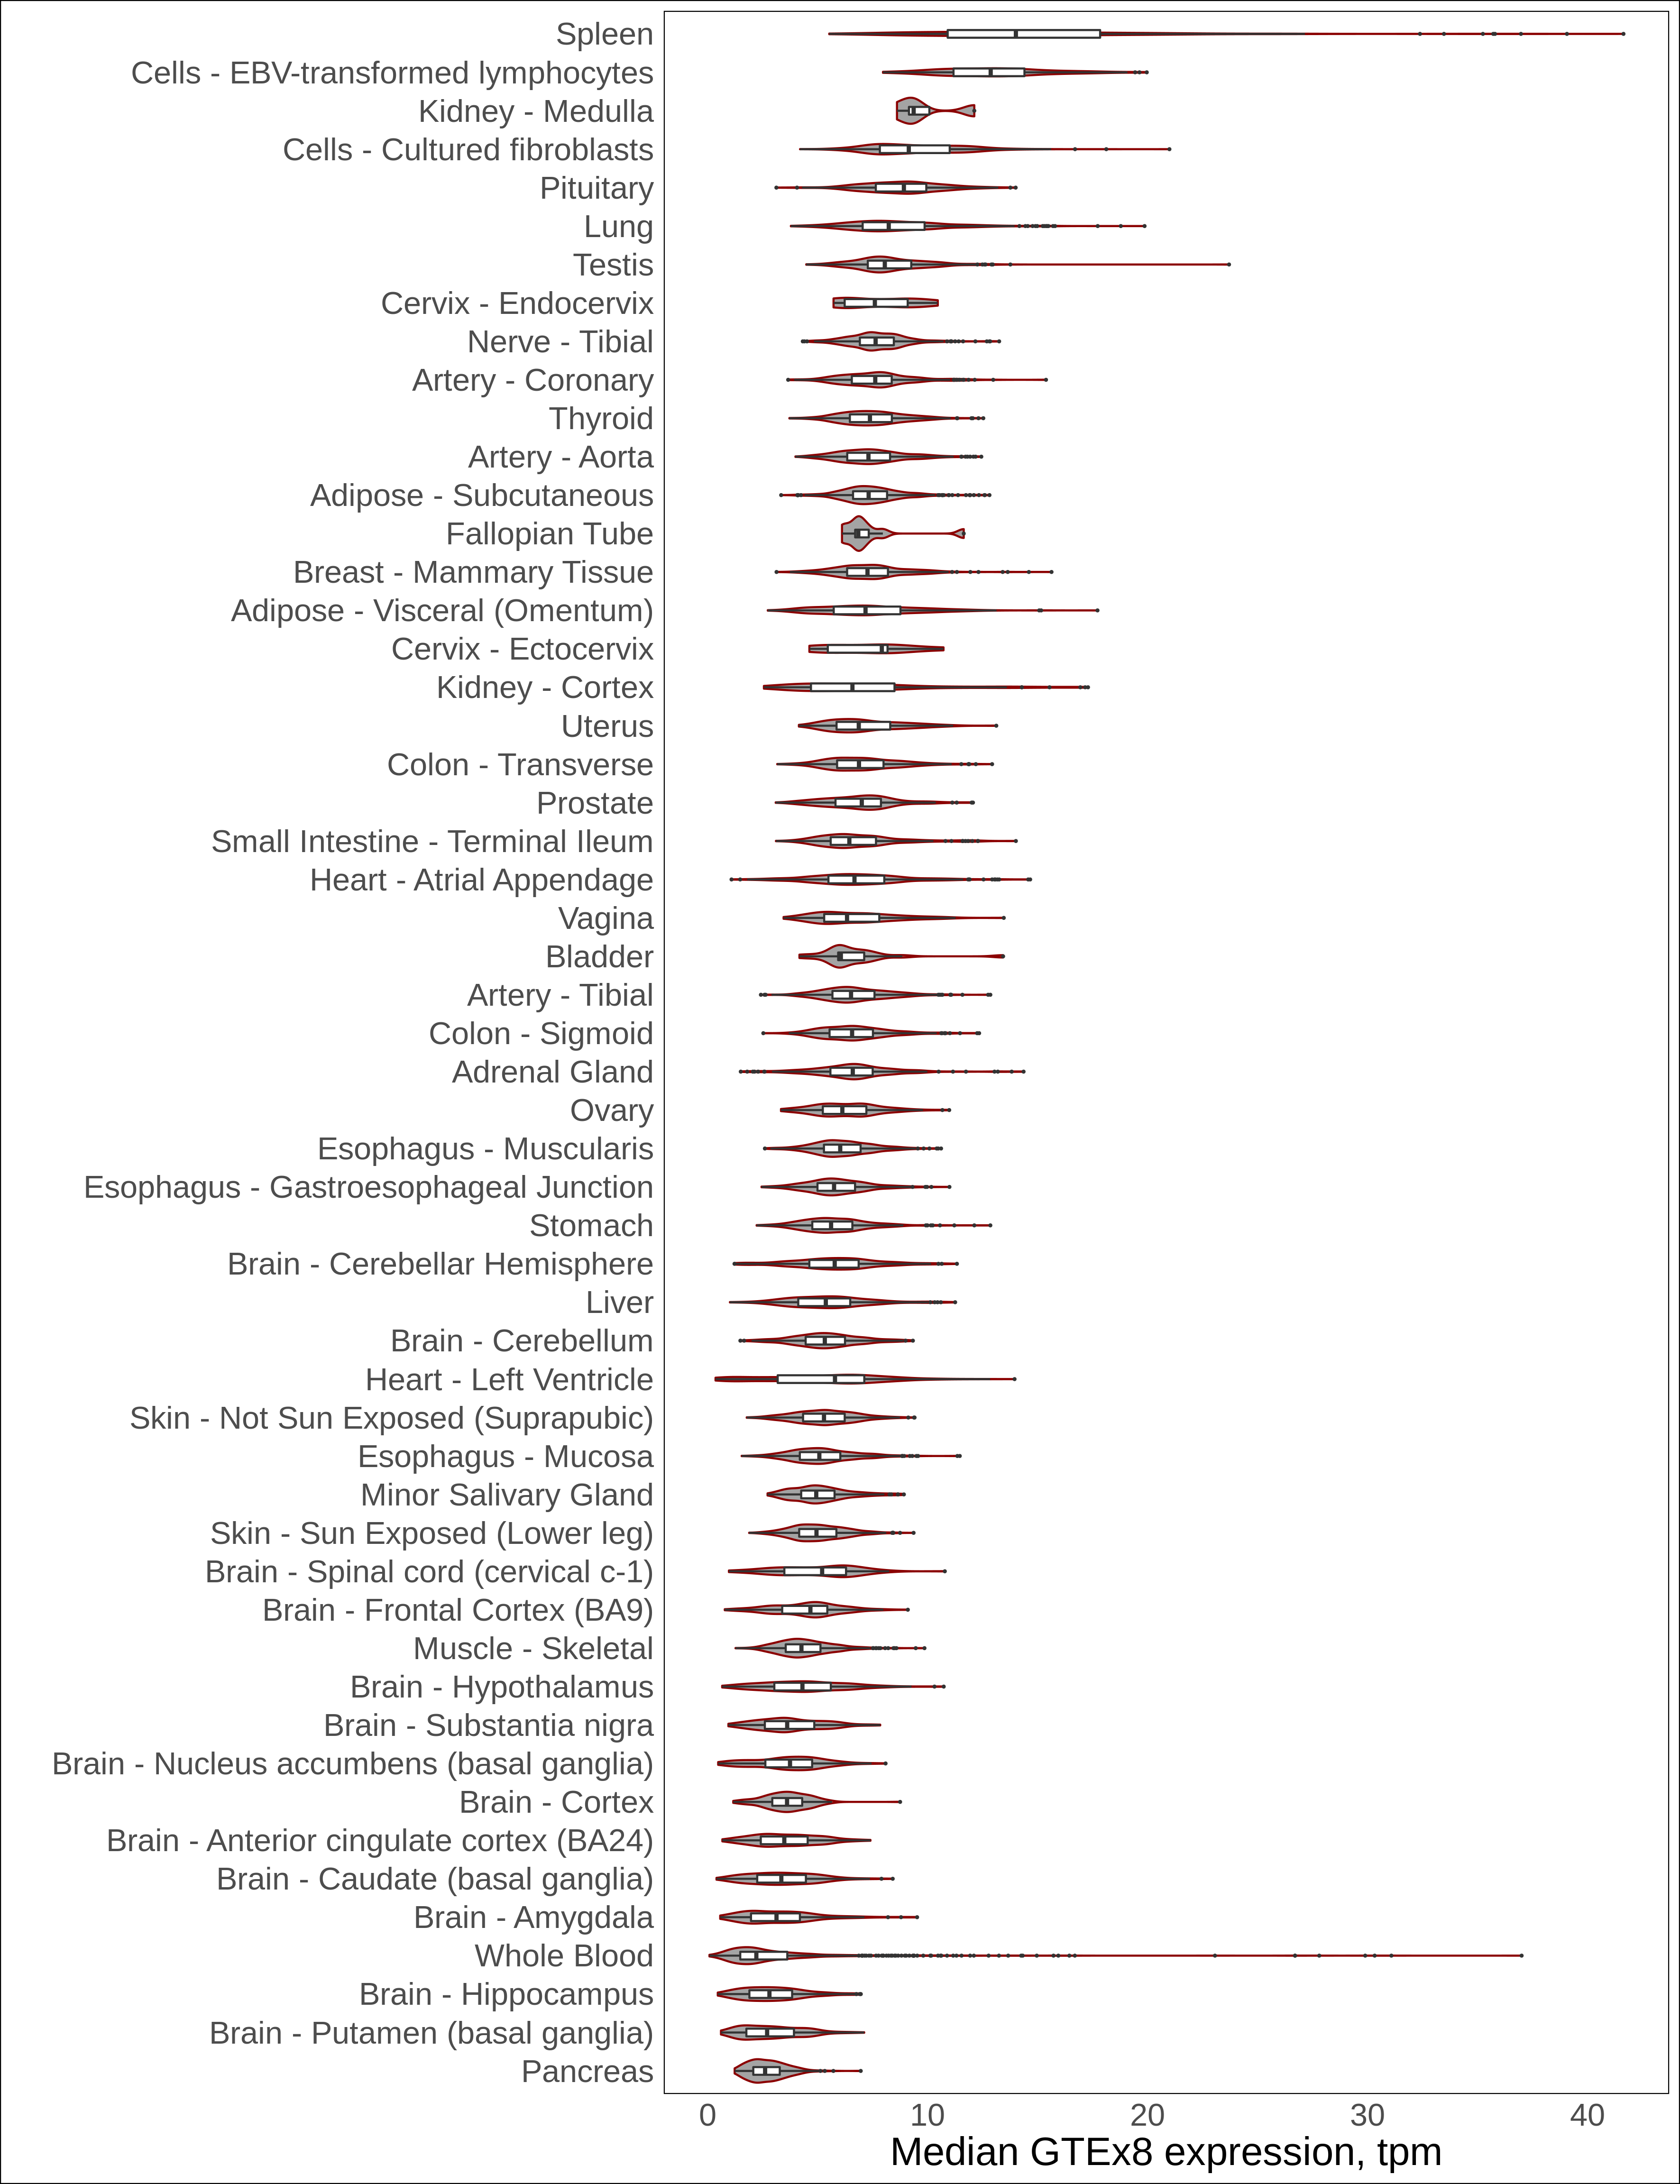 Spleen
Cells - EBV-transformed lymphocytes
Kidney - Medulla
Cells - Cultured fibroblasts
Pituitary
Lung
Testis
Cervix - Endocervix
Nerve - Tibial
Artery - Coronary
Thyroid
Artery - Aorta
Adipose - Subcutaneous
Fallopian Tube
Breast - Mammary Tissue
Adipose - Visceral (Omentum)
Cervix - Ectocervix
Kidney - Cortex
Uterus
Colon - Transverse
Prostate
Small Intestine - Terminal Ileum
Heart - Atrial Appendage
Vagina
Bladder
Artery - Tibial
Colon - Sigmoid
Adrenal Gland
Ovary
Esophagus - Muscularis
Esophagus - Gastroesophageal Junction
Stomach
Brain - Cerebellar Hemisphere
Liver
Brain - Cerebellum
Heart - Left Ventricle
Skin - Not Sun Exposed (Suprapubic)
Esophagus - Mucosa
Minor Salivary Gland
Skin - Sun Exposed (Lower leg)
Brain - Spinal cord (cervical c-1)
Brain - Frontal Cortex (BA9)
Muscle - Skeletal
Brain - Hypothalamus
Brain - Substantia nigra
Brain - Nucleus accumbens (basal ganglia)
Brain - Cortex
Brain - Anterior cingulate cortex (BA24)
Brain - Caudate (basal ganglia)
Brain - Amygdala
Whole Blood
Brain - Hippocampus
Brain - Putamen (basal ganglia)
Pancreas
0 10 20 30 40
Median GTEx8 expression, tpm